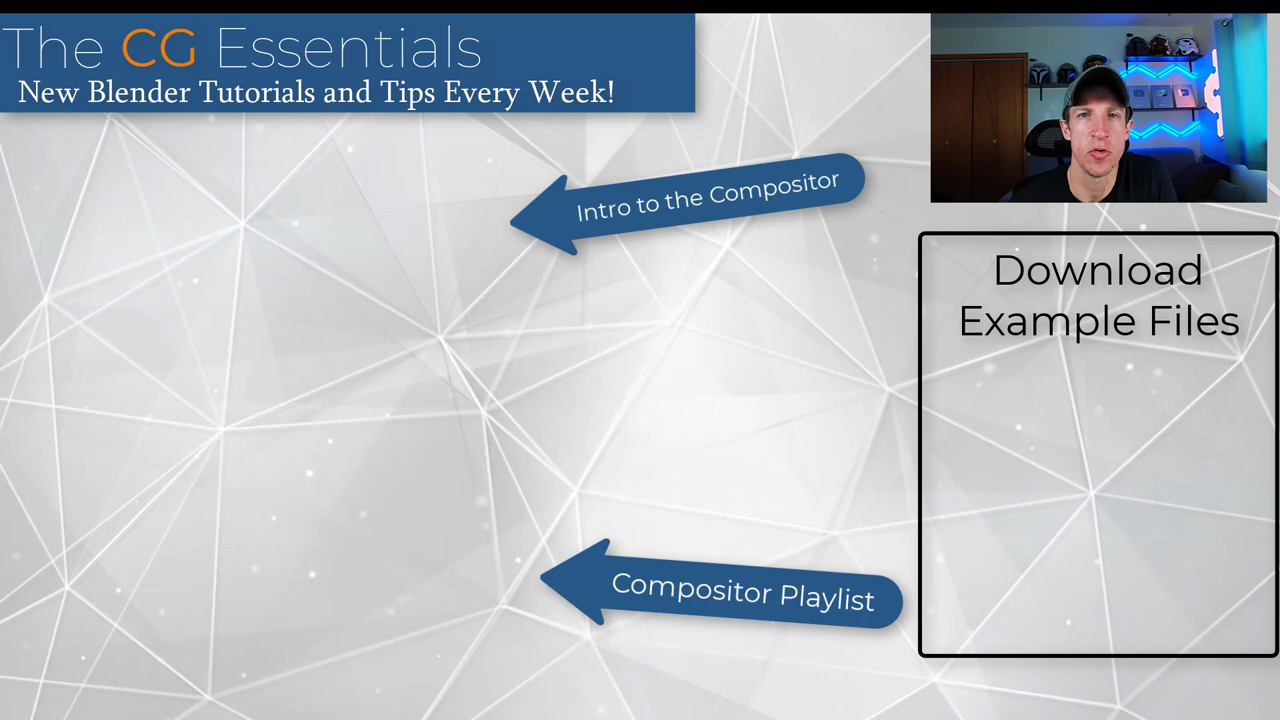 The CG Essentials
New Blender Tutorials and Tips Every Week!
Intro to the Compositor
Download
Example Files
Compositor Playlist